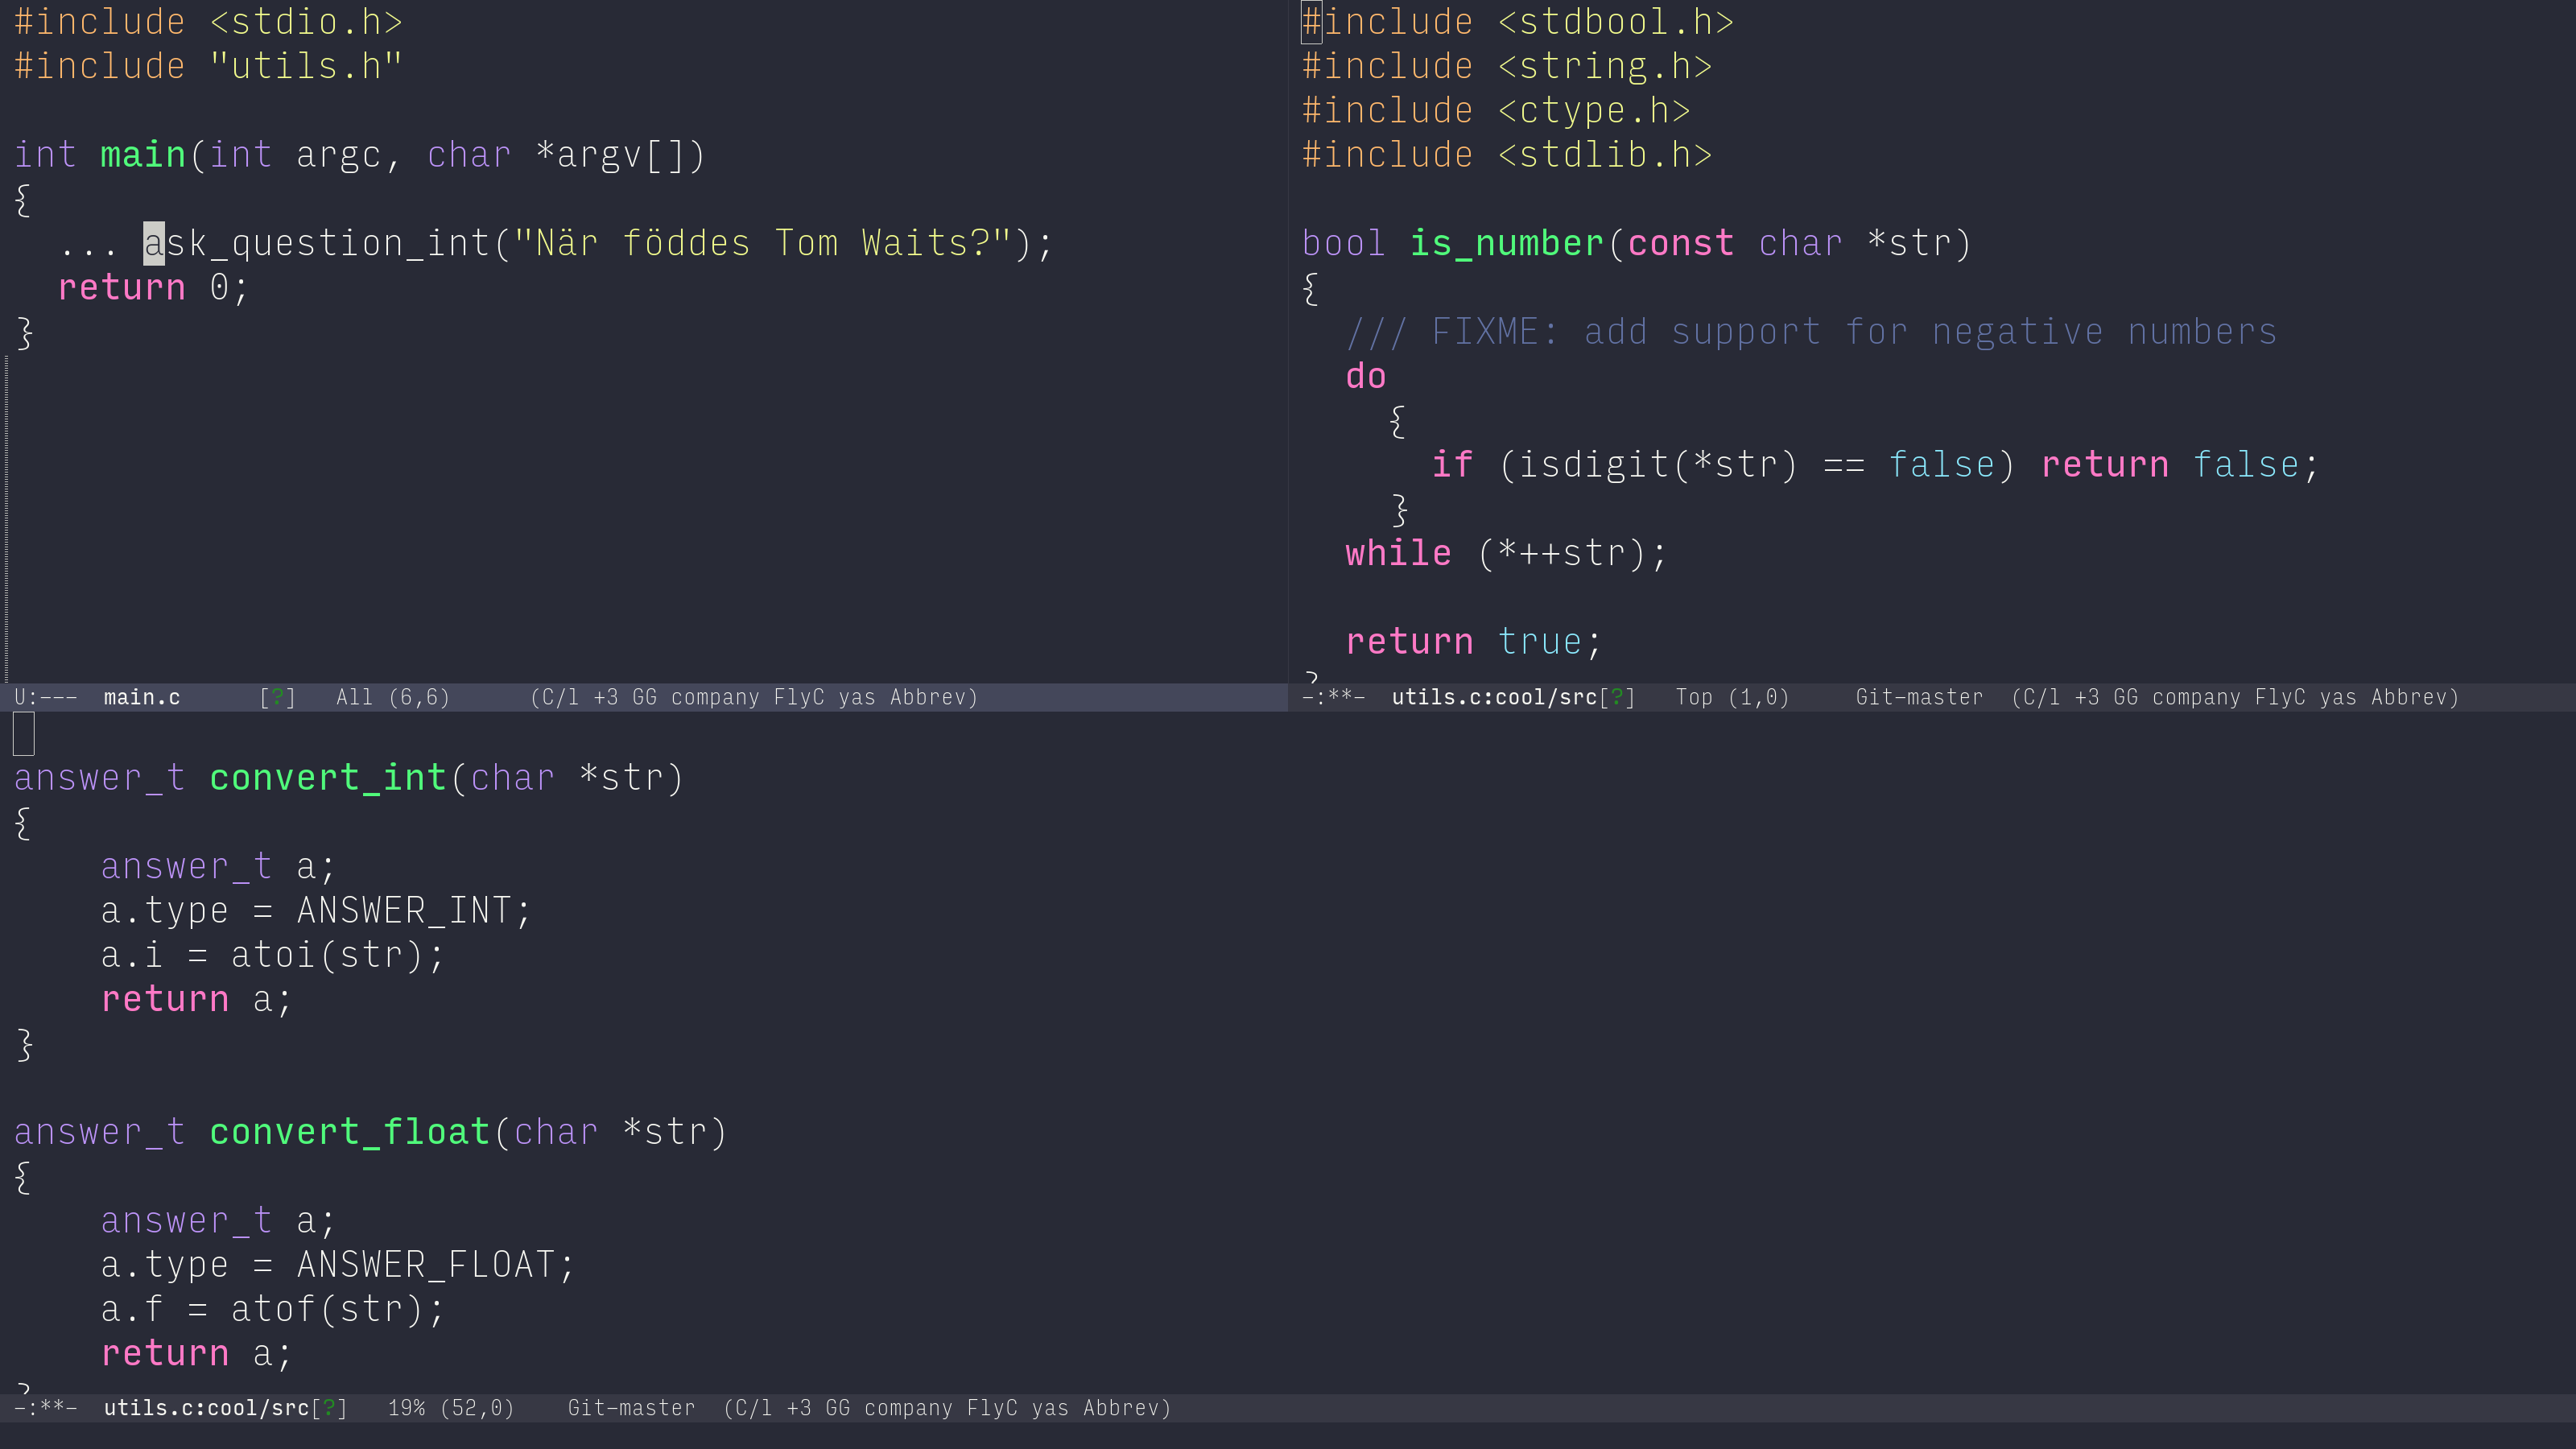 #include <stdio.h>
#include "utils.h"
int main(int argc, char *argv[])
{
  ... ask_question_int("När föddes Tom Waits?");
  return 0;
}
U:---  main.c      [?]   All (6,6)      (C/l +3 GG company FlyC yas Abbrev)
#include <stdbool.h>
#include <string.h>
#include <ctype.h>
#include <stdlib.h>
bool is_number(const char *str)
{
  /// FIXME: add support for negative numbers
  do
    {
      if (isdigit(*str) == false) return false;
    }
  while (*++str);
  return true;
-:**-  utils.c:cool/src[?]   Top (1,0)     Git-master  (C/l +3 GG company FlyC yas Abbrev)
answer_t convert_int(char *str)
{
    answer_t a;
    a.type = ANSWER_INT;
    a.i = atoi(str);
    return a;
}
answer_t convert_float(char *str)
{
    answer_t a;
    a.type = ANSWER_FLOAT;
    a.f = atof(str);
    return a;
-:**-  utils.c:cool/src[?]   19% (52,0)    Git-master  (C/l +3 GG company FlyC yas Abbrev)